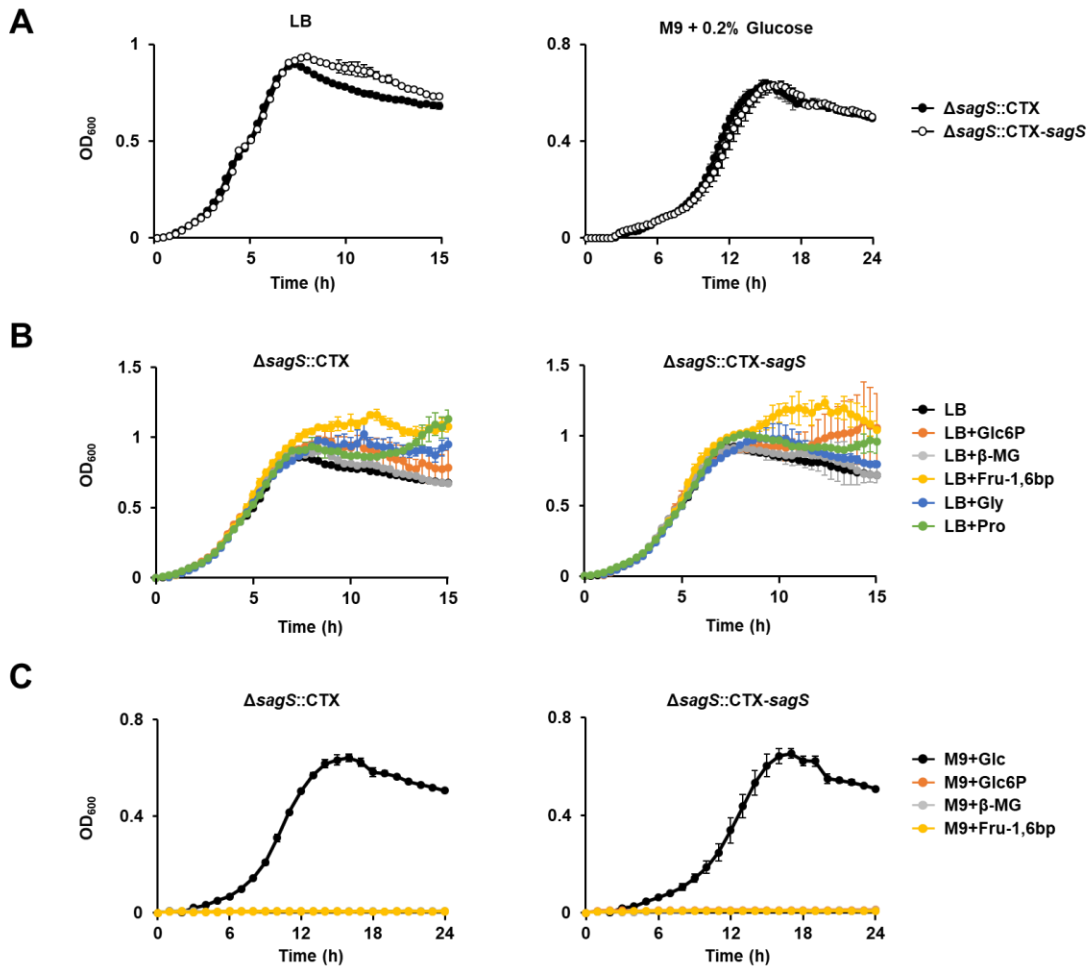 A
LB
M9 + 0.2% Glucose
1
0.5
0
OD₆₀₀
0 5 10 15
Time (h)
0.8
0.4
0
0 6 12 18 24
Time (h)
ΔsagS::CTX
ΔsagS::CTX-sagS
B
ΔsagS::CTX
ΔsagS::CTX-sagS
1.5
1
0.5
0
OD₆₀₀
0 5 10 15
Time (h)
1.5
1
0.5
0
0 5 10 15
Time (h)
LB
LB+Glc6P
LB+β-MG
LB+Fru-1,6bp
LB+Gly
LB+Pro
C
ΔsagS::CTX
ΔsagS::CTX-sagS
0.8
0.4
0
OD₆₀₀
0 6 12 18 24
Time (h)
0.8
0.4
0
0 6 12 18 24
Time (h)
M9+Glc
M9+Glc6P
M9+β-MG
M9+Fru-1,6bp